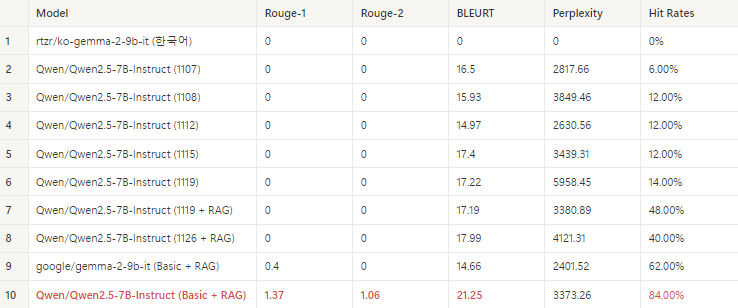 Model Rouge-1 Rouge-2 BLEURT Perplexity Hit Rates
1 rtzr/ko-gemma-2-9b-it (한국어) 0 0 0 0 0%
2 Qwen/Qwen2.5-7B-Instruct (1107) 0 0 16.5 2817.66 6.00%
3 Qwen/Qwen2.5-7B-Instruct (1108) 0 0 15.93 3849.46 12.00%
4 Qwen/Qwen2.5-7B-Instruct (1112) 0 0 14.97 2630.56 12.00%
5 Qwen/Qwen2.5-7B-Instruct (1115) 0 0 17.4 3439.31 12.00%
6 Qwen/Qwen2.5-7B-Instruct (1119) 0 0 17.22 5958.45 14.00%
7 Qwen/Qwen2.5-7B-Instruct (1119 + RAG) 0 0 17.19 3380.89 48.00%
8 Qwen/Qwen2.5-7B-Instruct (1126 + RAG) 0 0 17.99 4121.31 40.00%
9 google/gemma-2-9b-it (Basic + RAG) 0.4 0 14.66 2401.52 62.00%
10 Qwen/Qwen2.5-7B-Instruct (Basic + RAG) 1.37 1.06 21.25 3373.26 84.00%